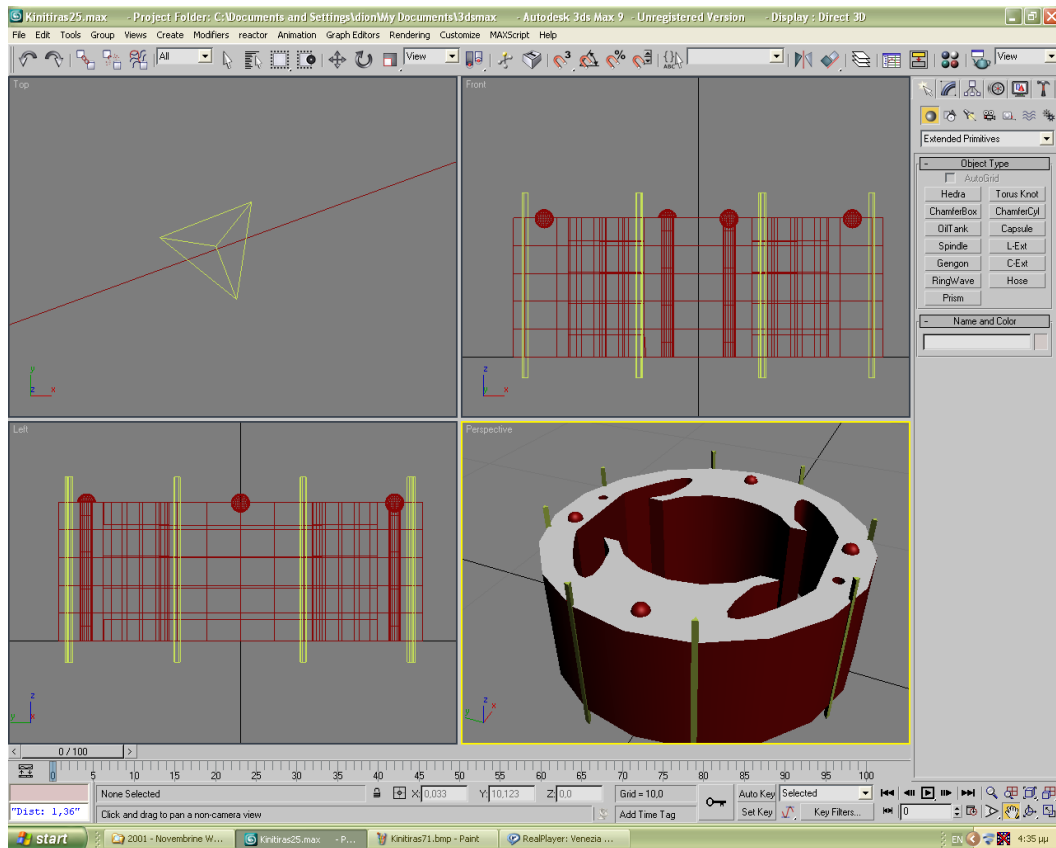 Kinitiras25.max - Project Folder: C:\Documents and Settings\dion\My Documents\3dsmax - Autodesk 3ds Max 9 - Unregistered Version - Display : Direct 3D
File Edit Tools Group Views Create Modifiers reactor Animation Graph Editors Rendering Customize MAXScript Help
All View View
Top Front
Extended Primitives
- Object Type
AutoGrid
Hedra Torus Knot
ChamferBox ChamferCyl
OilTank Capsule
Spindle L-Ext
Gengon C-Ext
RingWave Hose
Prism
- Name and Color
y z x
z y x
Left Perspective
z y x
z y x
< 0 / 100 >
0 5 10 15 20 25 30 35 40 45 50 55 60 65 70 75 80 85 90 95 100
None Selected X: 0,033 Y: 10,123 Z: 0,0 Grid = 10,0 Auto Key Selected
"Dist: 1,36" Click and drag to pan a non-camera view Add Time Tag Set Key Key Filters... 0
start 2001 - Novembrine W... Kinitiras25.max - P... Kinitiras71.bmp - Paint RealPlayer: Venezia ... EN 4:35 μμ